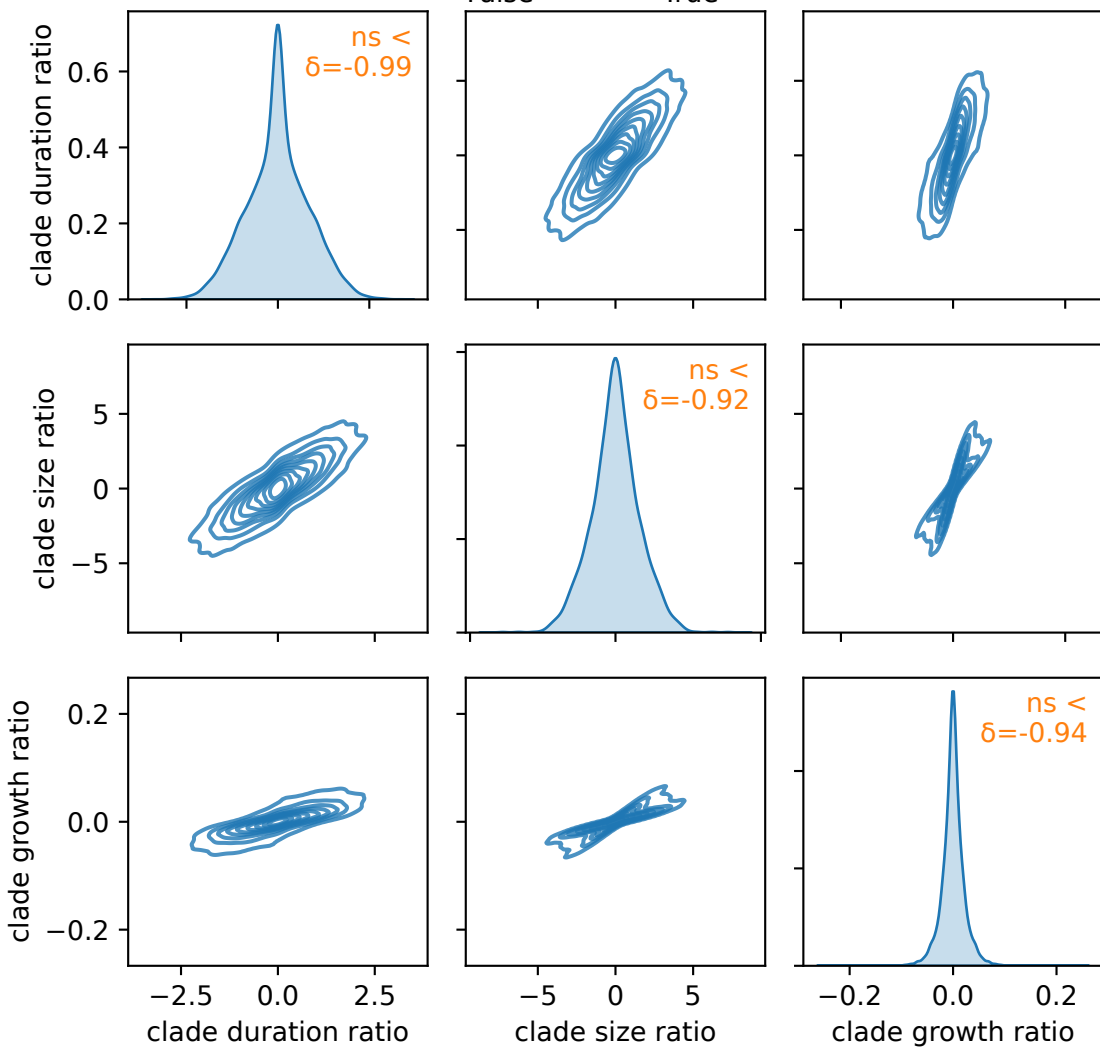 clade duration ratio
0.6
0.4
0.2
0.0
ns <
δ=-0.99
clade size ratio
5
0
−5
ns <
δ=-0.92
clade growth ratio
0.2
0.0
−0.2
ns <
δ=-0.94
−2.5
0.0
2.5
−5
0
5
−0.2
0.0
0.2
clade duration ratio
clade size ratio
clade growth ratio